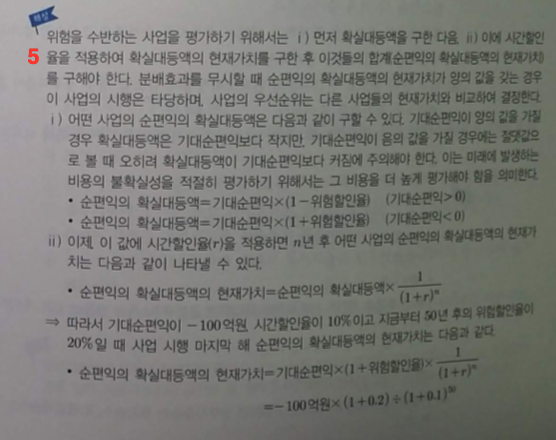 해설
위험을 수반하는 사업을 평가하기 위해서는 ⅰ) 먼저 확실대등액을 구한 다음, ⅱ) 이에 시간할인
5 율을 적용하여 확실대등액의 현재가치를 구한 후 이것들의 합계(순편익의 확실대등액의 현재가치)
를 구해야 한다. 분배효과를 무시할 때 순편익의 확실대등액의 현재가치가 양의 값을 갖는 경우
이 사업의 시행은 타당하며, 사업의 우선순위는 다른 사업들의 현재가치와 비교하여 결정한다.
ⅰ) 어떤 사업의 순편익의 확실대등액은 다음과 같이 구할 수 있다. 기대순편익이 양의 값을 가질
경우 확실대등액은 기대순편익보다 작지만, 기대순편익이 음의 값을 가질 경우에는 절댓값으
로 볼 때 오히려 확실대등액이 기대순편익보다 커짐에 주의해야 한다. 이는 미래에 발생하는
비용의 불확실성을 적절히 평가하기 위해서는 그 비용을 더 높게 평가해야 함을 의미한다.
• 순편익의 확실대등액=기대순편익×(1-위험할인율) (기대순편익>0)
• 순편익의 확실대등액=기대순편익×(1+위험할인율) (기대순편익<0)
ⅱ) 이제, 이 값에 시간할인율(r)을 적용하면 n년 후 어떤 사업의 순편익의 확실대등액의 현재가
치는 다음과 같이 나타낼 수 있다.
• 순편익의 확실대등액의 현재가치=순편익의 확실대등액× 1/(1+r)^n
⇒ 따라서 기대순편익이 -100억원, 시간할인율이 10%이고 지금부터 50년 후의 위험할인율이
20%일 때 사업 시행 마지막 해 순편익의 확실대등액의 현재가치는 다음과 같다.
• 순편익의 확실대등액의 현재가치=기대순편익×(1+위험할인율)× 1/(1+r)^n
=-100억원×(1+0.2)÷(1+0.1)^50